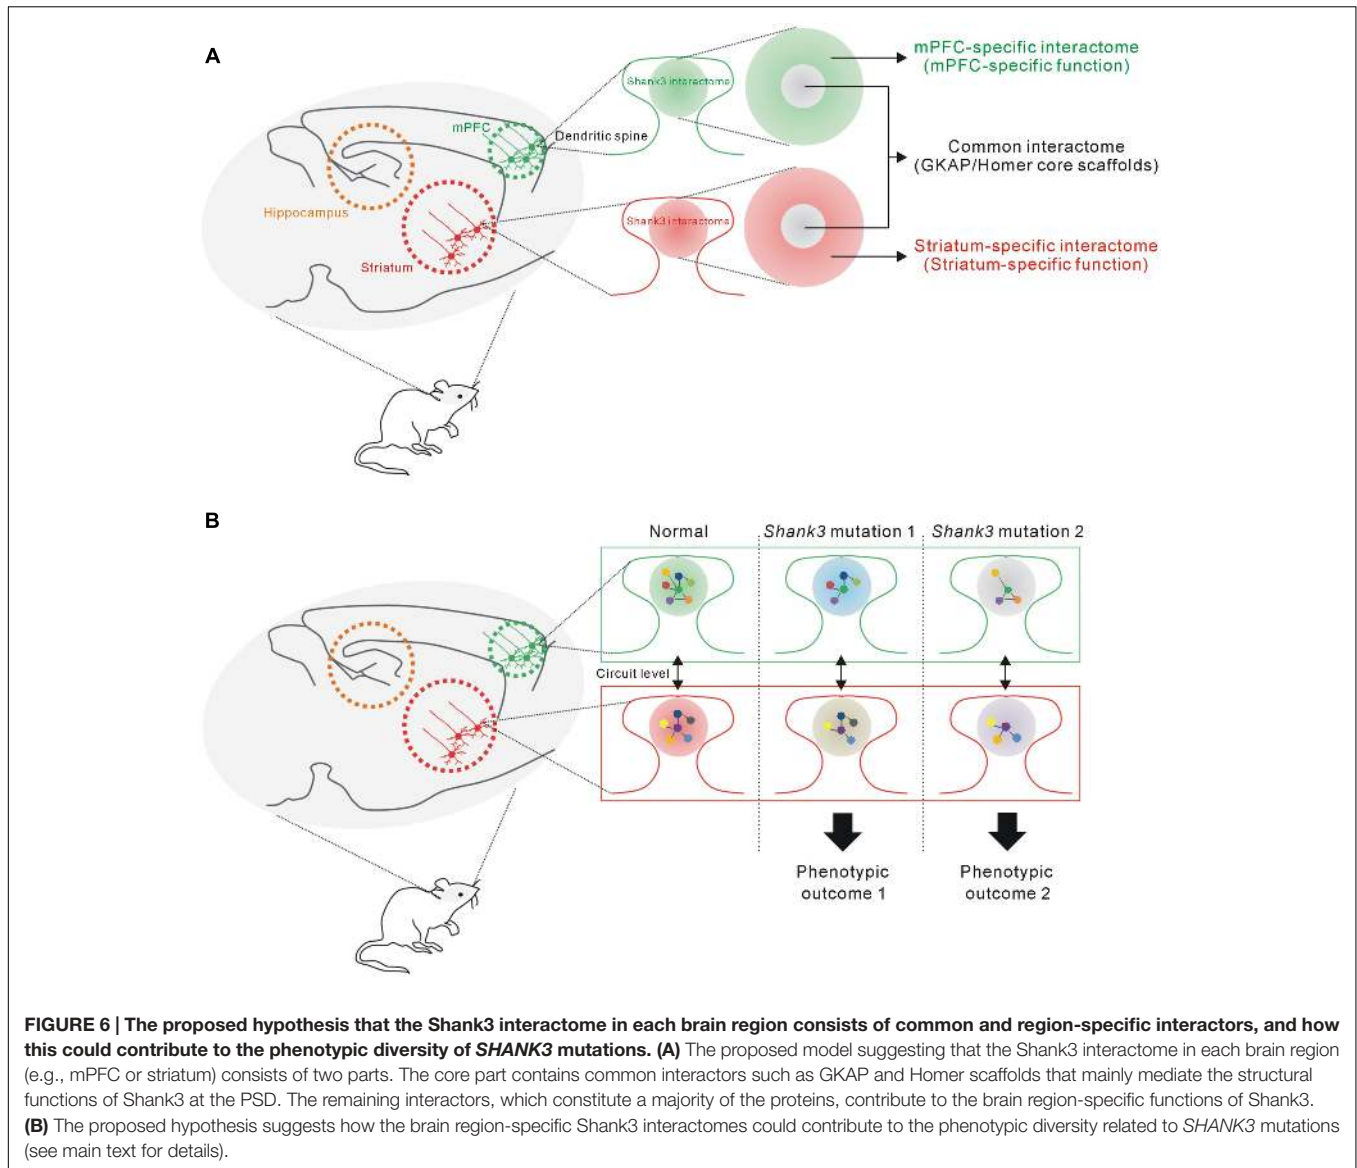 A
mPFC
Hippocampus
Striatum
Dendritic spine
Shank3 interactome
Shank3 interactome
mPFC-specific interactome
(mPFC-specific function)
Common interactome
(GKAP/Homer core scaffolds)
Striatum-specific interactome
(Striatum-specific function)
B
Normal
Shank3 mutation 1
Shank3 mutation 2
Circuit level
Phenotypic
outcome 1
Phenotypic
outcome 2
FIGURE 6 | The proposed hypothesis that the Shank3 interactome in each brain region consists of common and region-specific interactors, and how
this could contribute to the phenotypic diversity of SHANK3 mutations. (A) The proposed model suggesting that the Shank3 interactome in each brain region
(e.g., mPFC or striatum) consists of two parts. The core part contains common interactors such as GKAP and Homer scaffolds that mainly mediate the structural
functions of Shank3 at the PSD. The remaining interactors, which constitute a majority of the proteins, contribute to the brain region-specific functions of Shank3.
(B) The proposed hypothesis suggests how the brain region-specific Shank3 interactomes could contribute to the phenotypic diversity related to SHANK3 mutations
(see main text for details).